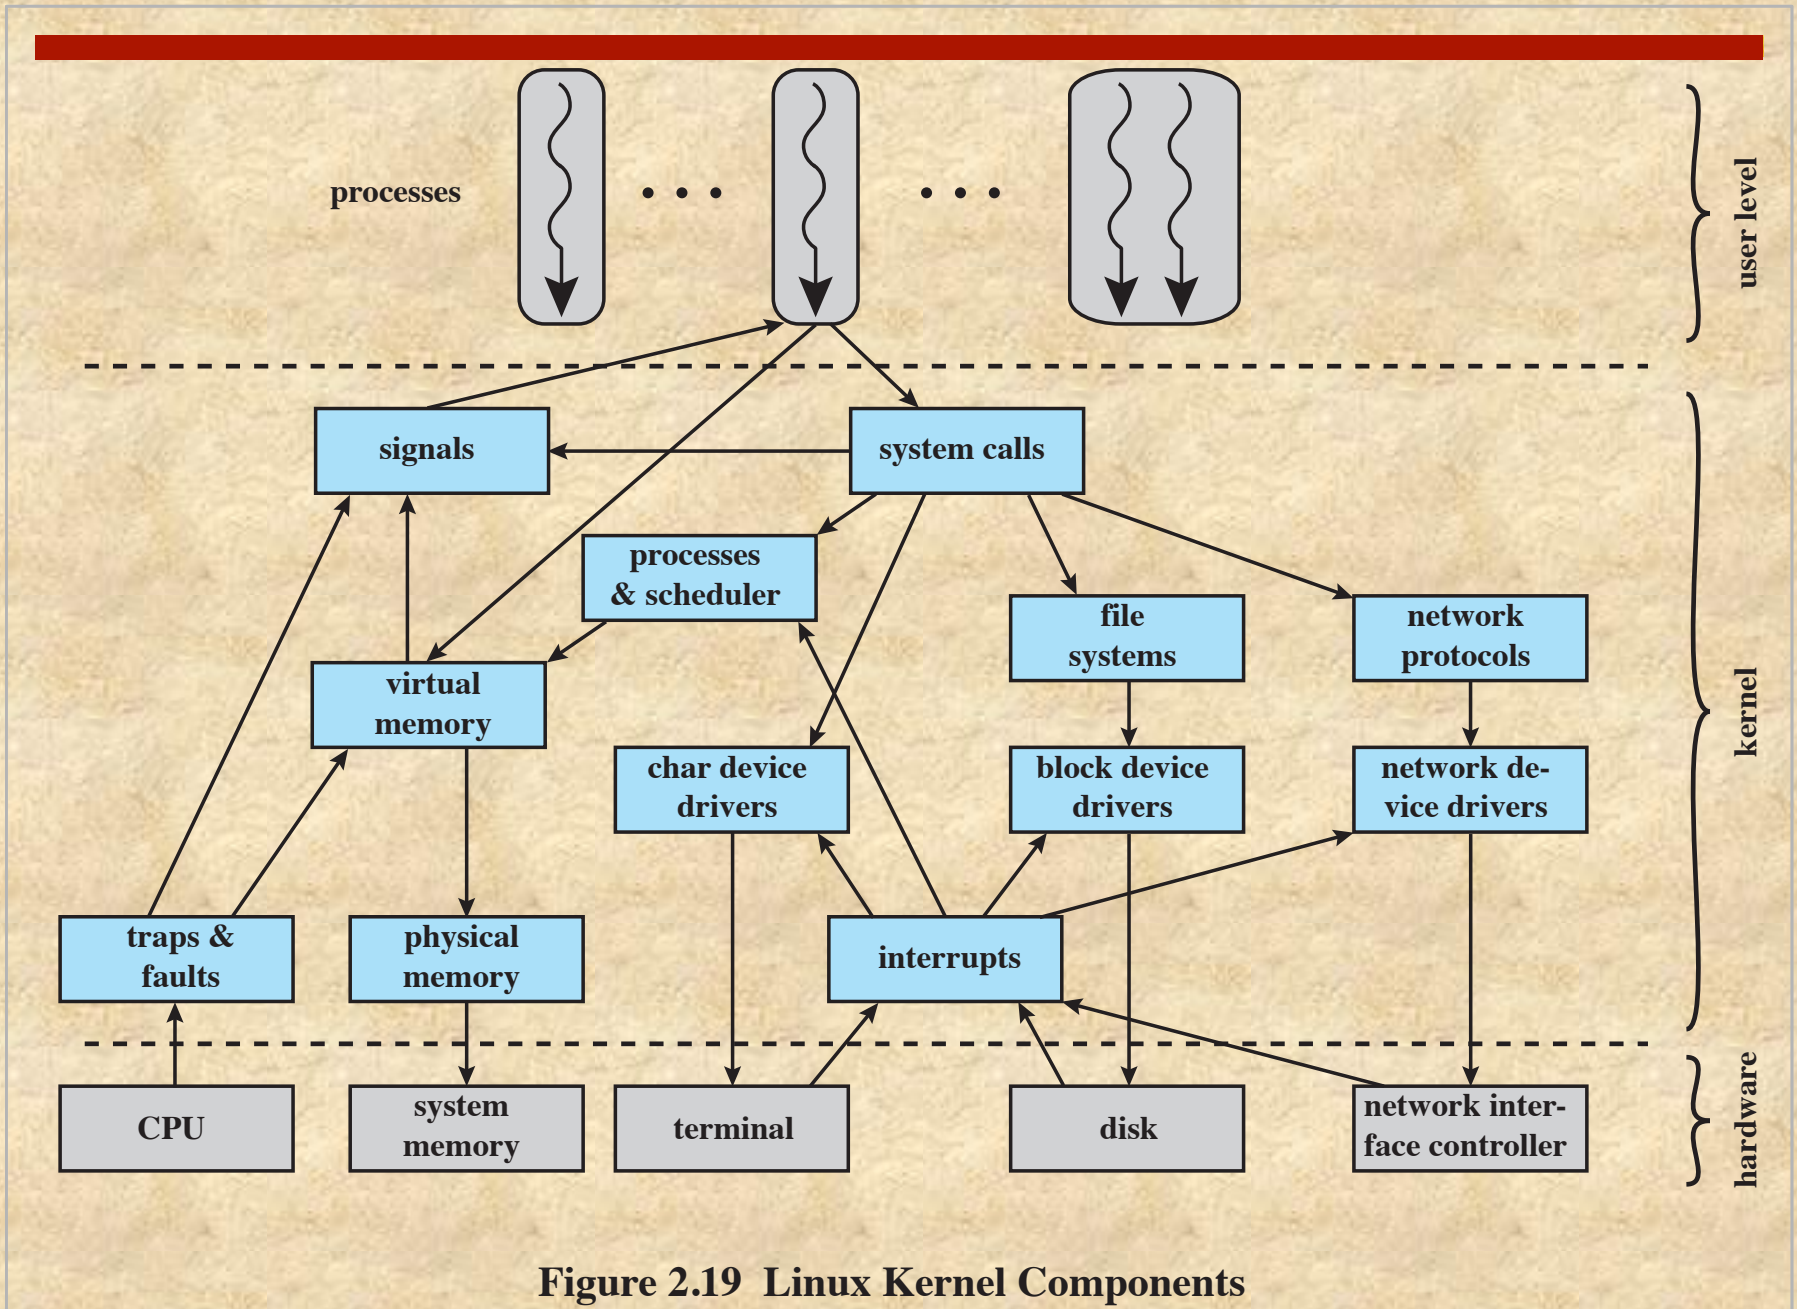 processes
user level
signals
system calls
processes
& scheduler
file
systems
network
protocols
virtual
memory
kernel
char device
drivers
block device
drivers
network de-
vice drivers
traps &
faults
physical
memory
interrupts
CPU
system
memory
terminal
disk
network inter-
face controller
hardware
Figure 2.19 Linux Kernel Components